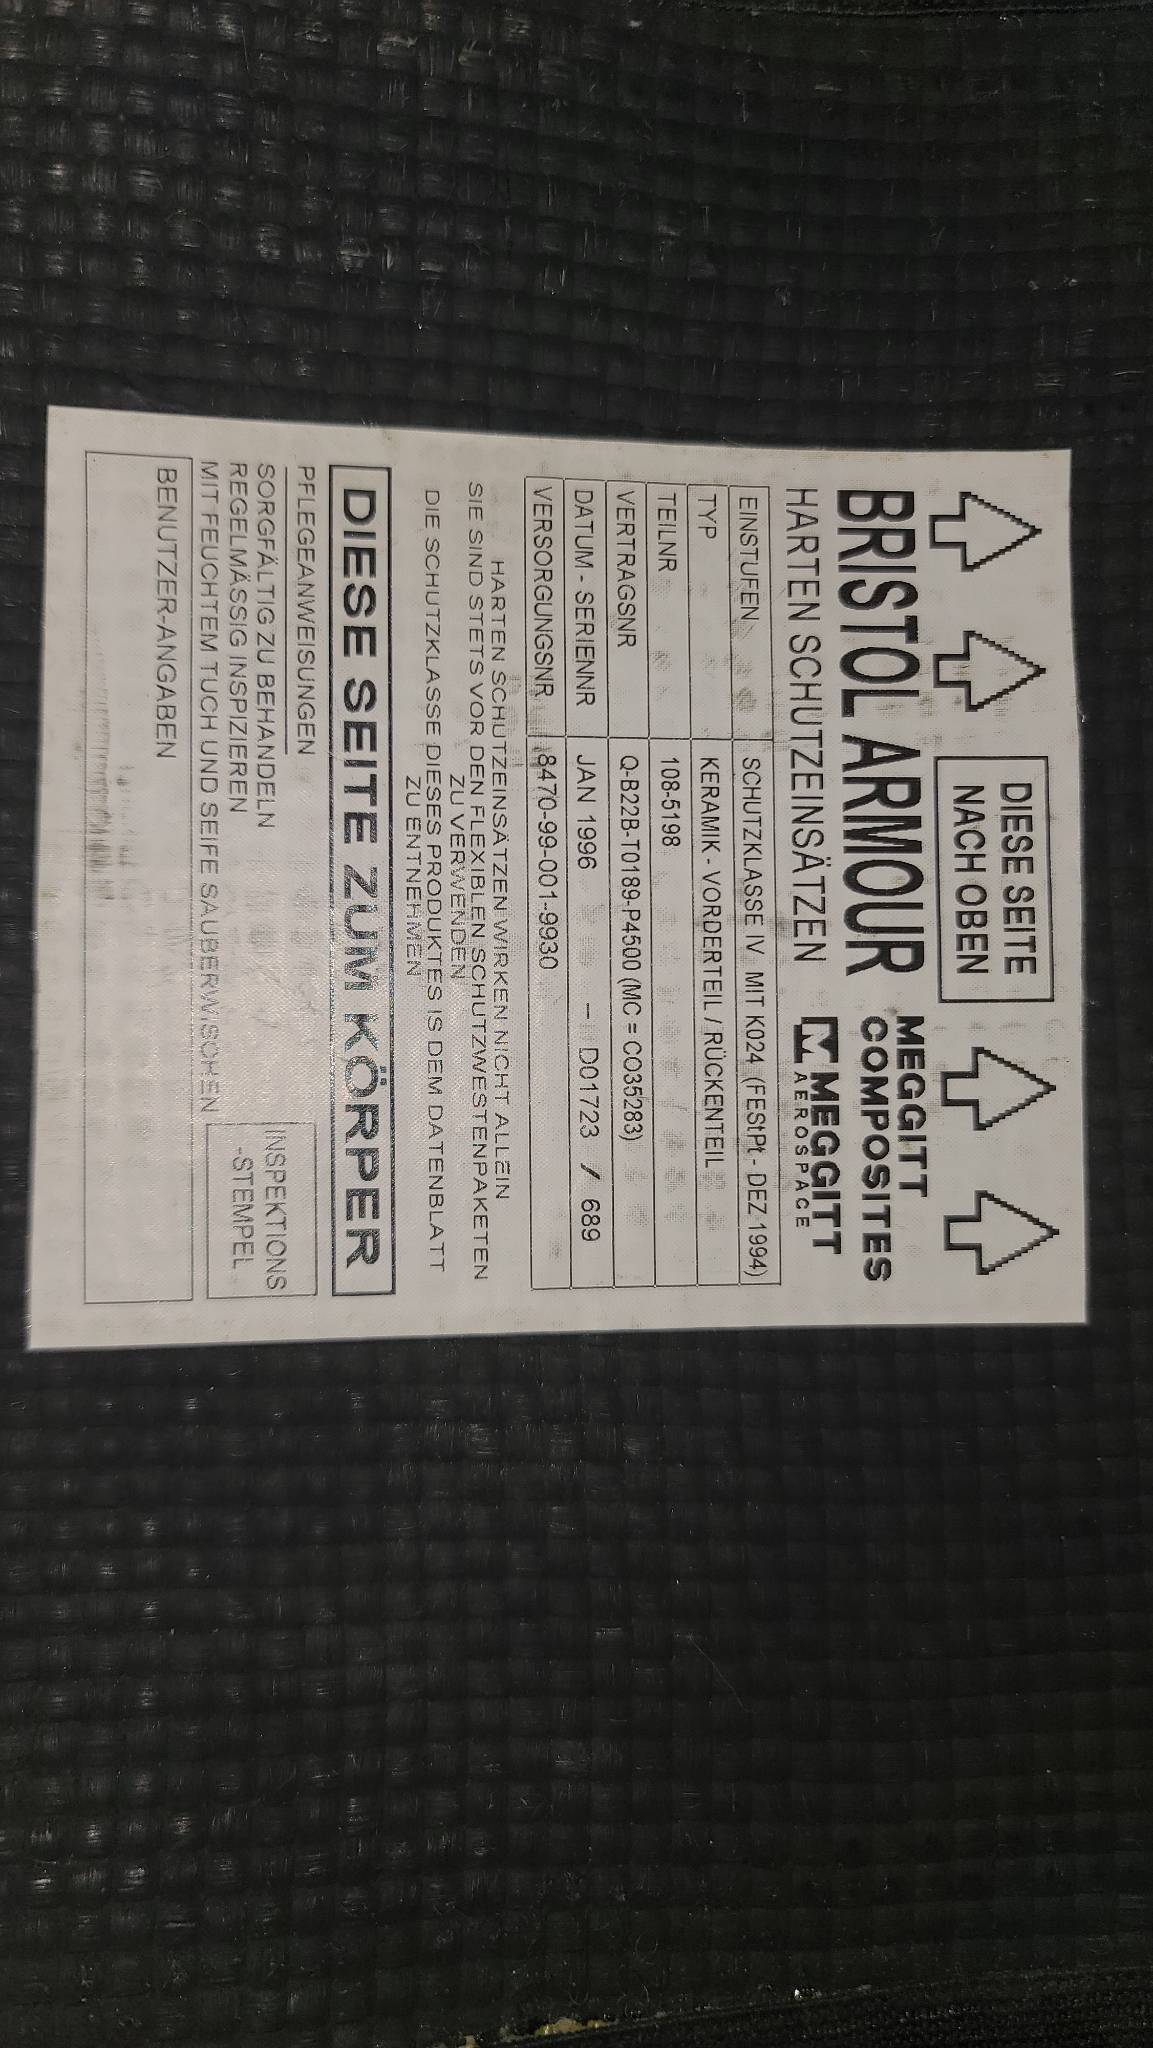 DIESE SEITE
NACH OBEN
BRISTOL ARMOUR
MEGGITT
COMPOSITES
HARTEN SCHUTZEINSÄTZEN
MEGGITT
AEROSPACE
EINSTUFEN SCHUTZKLASSE IV MIT K024 (FEStPt - DEZ 1994)
TYP KERAMIK - VORDERTEIL / RÜCKENTEIL
TEILNR 108-5198
VERTRAGSNR Q-B22B-T0189-P4500 (MC = CO35283)
DATUM - SERIENNR JAN 1996 – D01723 / 689
VERSORGUNGSNR 8470-99-001-9930
HARTEN SCHUTZEINSÄTZEN WIRKEN NICHT ALLEIN
SIE SIND STETS VOR DEN FLEXIBLEN SCHUTZWESTENPAKETEN
ZU VERWENDEN
DIE SCHUTZKLASSE DIESES PRODUKTES IS DEM DATENBLATT
ZU ENTNEHMEN
DIESE SEITE ZUM KÖRPER
PFLEGEANWEISUNGEN
SORGFÄLTIG ZU BEHANDELN
REGELMÄSSIG INSPIZIEREN
MIT FEUCHTEM TUCH UND SEIFE SAUBERWISCHEN
INSPEKTIONS
-STEMPEL
BENUTZER-ANGABEN